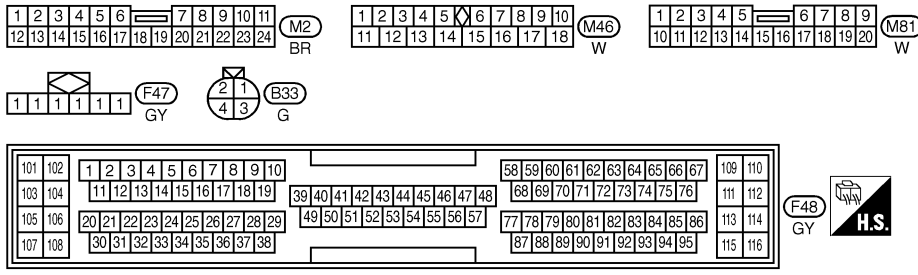 1 2 3 4 5 6 7 8 9 10 11
12 13 14 15 16 17 18 19 20 21 22 23 24
M2
BR
1 2 3 4 5 6 7 8 9 10
11 12 13 14 15 16 17 18
M46
W
1 2 3 4 5 6 7 8 9
10 11 12 13 14 15 16 17 18 19 20
M81
W
1 1 1 1 1 1
F47
GY
2 1
4 3
B33
G
101 102
103 104
105 106
107 108
1 2 3 4 5 6 7 8 9 10
11 12 13 14 15 16 17 18 19
20 21 22 23 24 25 26 27 28 29
30 31 32 33 34 35 36 37 38
39 40 41 42 43 44 45 46 47 48
49 50 51 52 53 54 55 56 57
58 59 60 61 62 63 64 65 66 67
68 69 70 71 72 73 74 75 76
77 78 79 80 81 82 83 84 85 86
87 88 89 90 91 92 93 94 95
109 110
111 112
113 114
115 116
F48
GY
H.S.